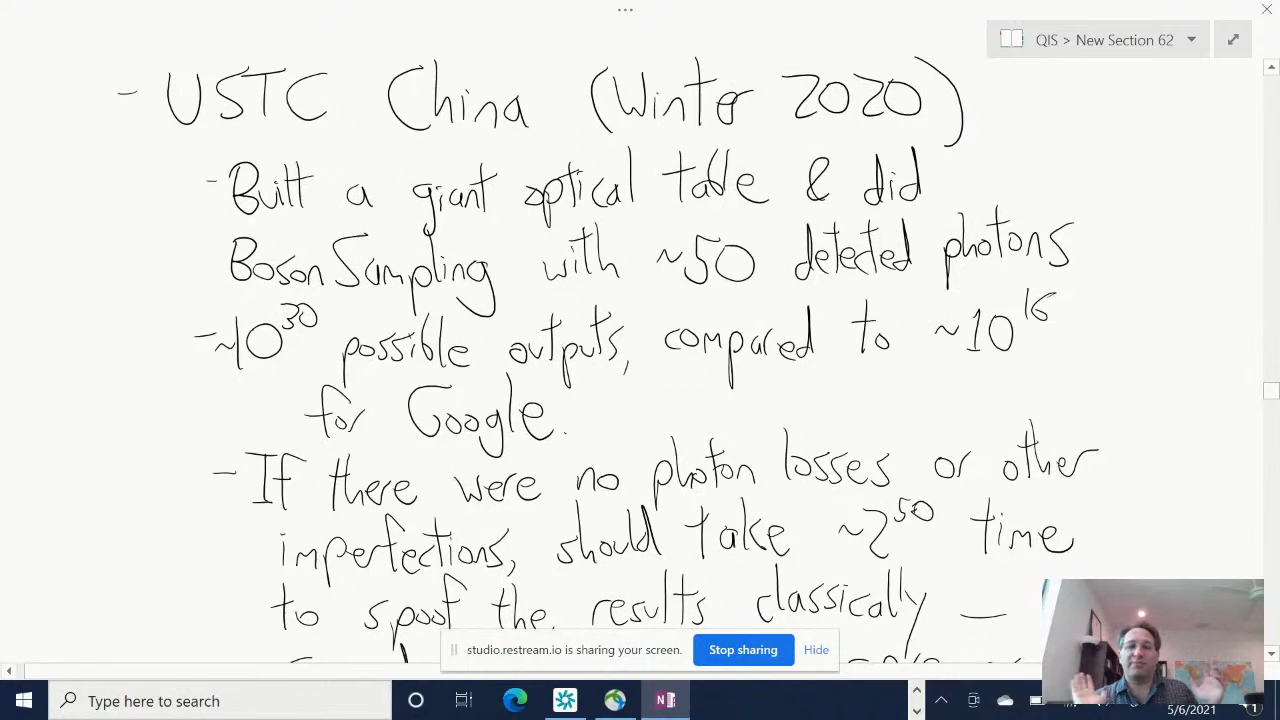 QIS > New Section 62
- USTC China (Winter 2020)
- Built a giant optical table & did
BosonSampling with ~50 detected photons
- ~10^30 possible outputs, compared to ~10^16
for Google.
- If there were no photon losses or other
imperfections, should take ~2^50 time
to spoof the results classically —
studio.restream.io is sharing your screen. Stop sharing Hide
Type here to search
5/6/2021
1